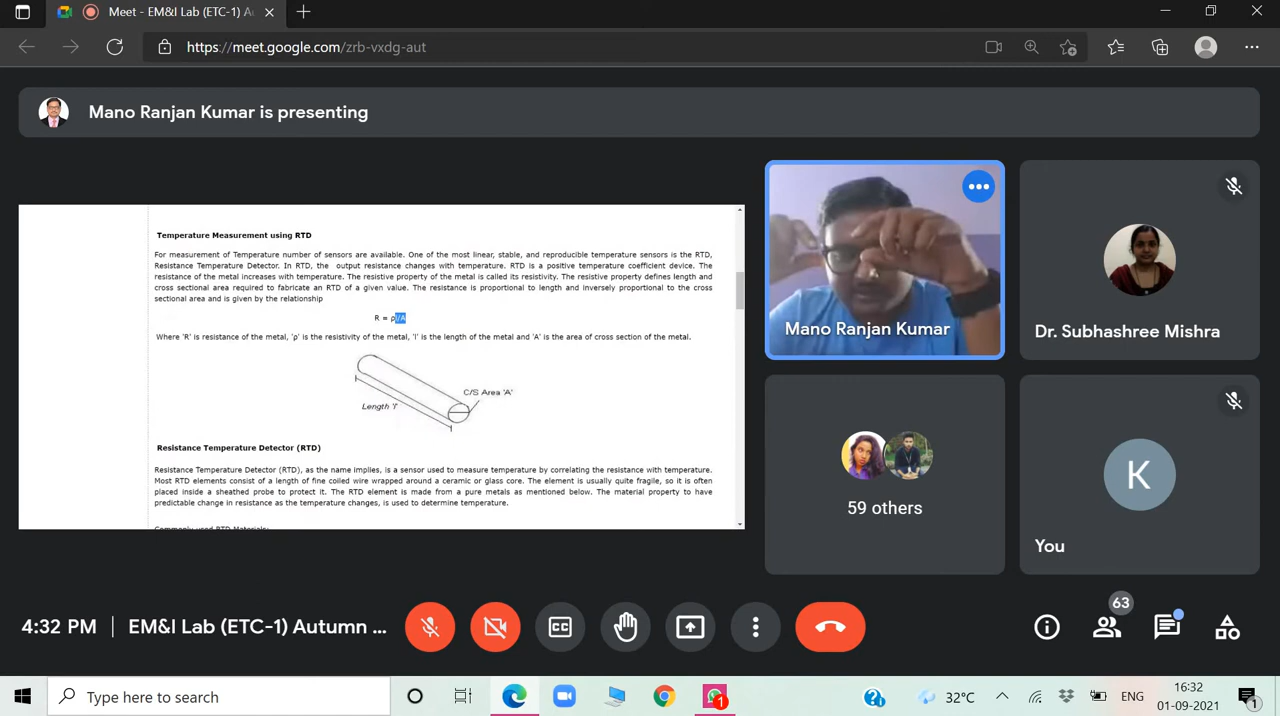 Meet - EM&I Lab (ETC-1) Au
https://meet.google.com/zrb-vxdg-aut
Mano Ranjan Kumar is presenting
Temperature Measurement using RTD
For measurement of Temperature number of sensors are available. One of the most linear, stable, and reproducible temperature sensors is the RTD,
Resistance Temperature Detector. In RTD, the output resistance changes with temperature. RTD is a positive temperature coefficient device. The
resistance of the metal increases with temperature. The resistive property of the metal is called its resistivity. The resistive property defines length and
cross sectional area required to fabricate an RTD of a given value. The resistance is proportional to length and inversely proportional to the cross
sectional area and is given by the relationship
R = ρl/A
Where 'R' is resistance of the metal, 'ρ' is the resistivity of the metal, 'l' is the length of the metal and 'A' is the area of cross section of the metal.
C/S Area 'A'
Length 'l'
Resistance Temperature Detector (RTD)
Resistance Temperature Detector (RTD), as the name implies, is a sensor used to measure temperature by correlating the resistance with temperature.
Most RTD elements consist of a length of fine coiled wire wrapped around a ceramic or glass core. The element is usually quite fragile, so it is often
placed inside a sheathed probe to protect it. The RTD element is made from a pure metals as mentioned below. The material property to have
predictable change in resistance as the temperature changes, is used to determine temperature.
Commonly used RTD Materials:
Mano Ranjan Kumar
Dr. Subhashree Mishra
59 others
K
You
4:32 PM | EM&I Lab (ETC-1) Autumn ...
CC
63
Type here to search
1
32°C
ENG
16:32
01-09-2021
1